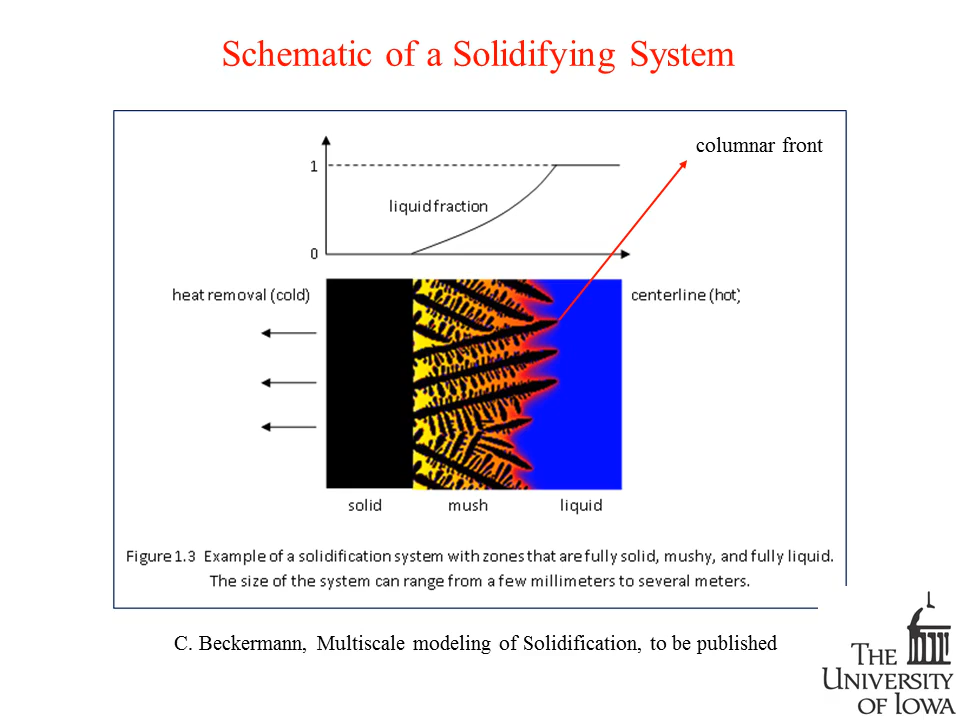 Schematic of a Solidifying System
columnar front
1
liquid fraction
0
heat removal (cold)
centerline (hot)
solid
mush
liquid
Figure 1.3 Example of a solidification system with zones that are fully solid, mushy, and fully liquid.
The size of the system can range from a few millimeters to several meters.
C. Beckermann, Multiscale modeling of Solidification, to be published
THE
UNIVERSITY
OF IOWA